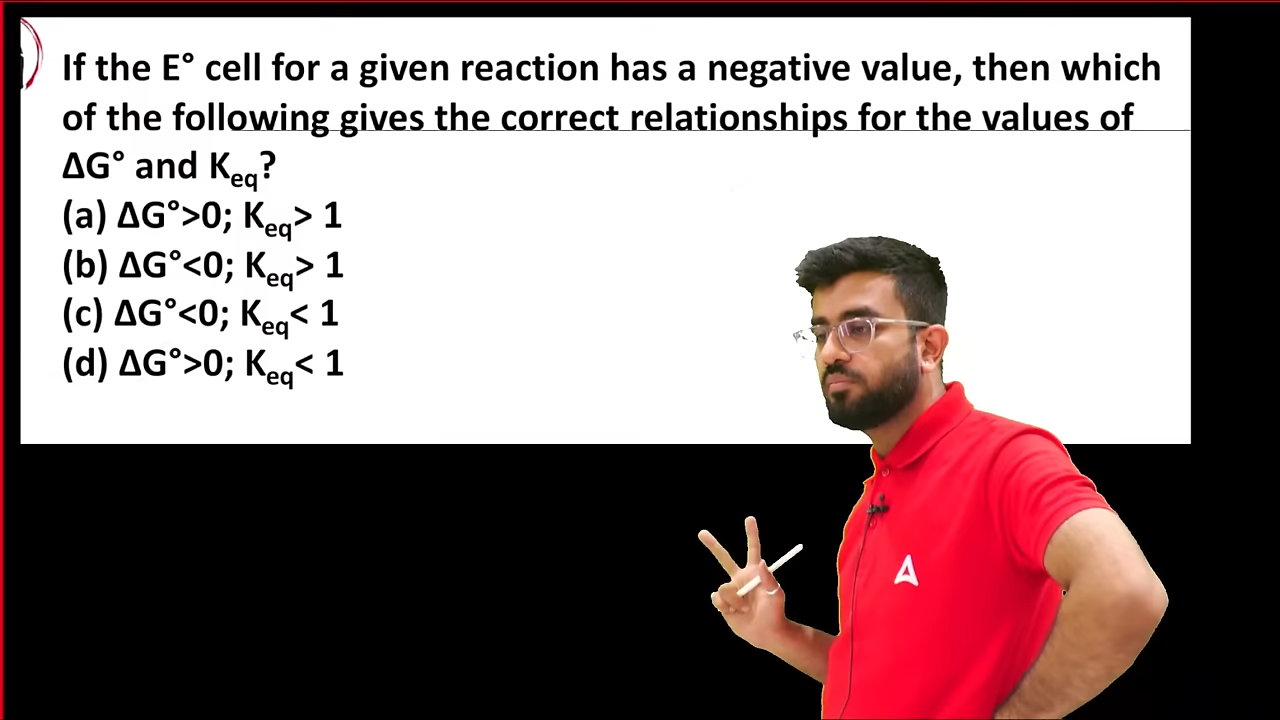 If the E° cell for a given reaction has a negative value, then which
of the following gives the correct relationships for the values of
ΔG° and Keq?
(a) ΔG°>0; Keq> 1
(b) ΔG°<0; Keq> 1
(c) ΔG°<0; Keq< 1
(d) ΔG°>0; Keq< 1